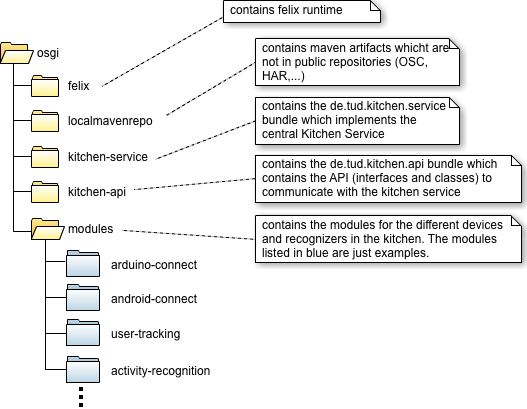 contains felix runtime
osgi
contains maven artifacts whicht are
not in public repositories (OSC,
HAR,...)
felix
localmavenrepo
contains the de.tud.kitchen.service
bundle which implements the
central Kitchen Service
kitchen-service
contains the de.tud.kitchen.api bundle which
contains the API (interfaces and classes) to
communicate with the kitchen service
kitchen-api
contains the modules for the different devices
and recognizers in the kitchen. The modules
listed in blue are just examples.
modules
arduino-connect
android-connect
user-tracking
activity-recognition